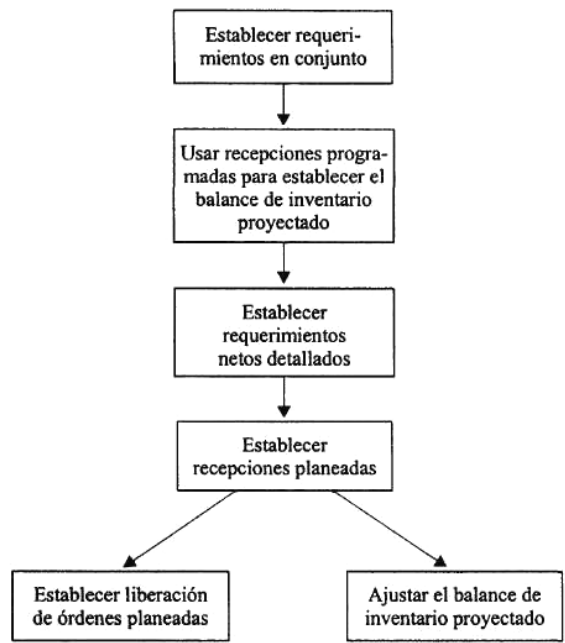 Establecer requeri-
mientos en conjunto
Usar recepciones progra-
madas para establecer el
balance de inventario
proyectado
Establecer
requerimientos
netos detallados
Establecer
recepciones planeadas
Establecer liberación
de órdenes planeadas
Ajustar el balance de
inventario proyectado